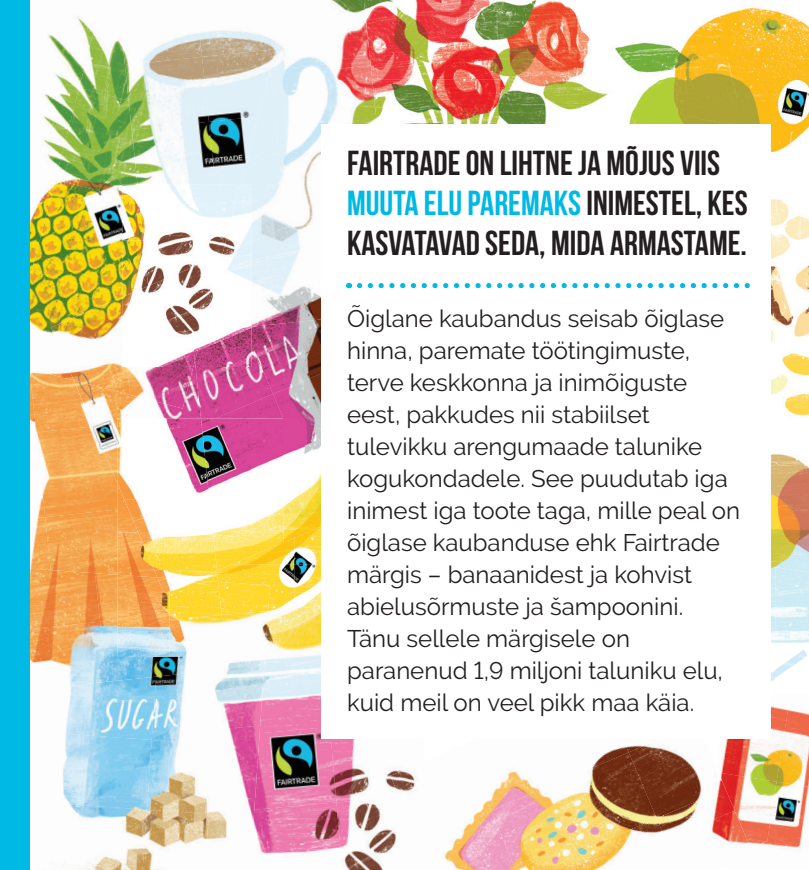 FAIRTRADE
FAIRTRADE ON LIHTNE JA MÕJUS VIIS
MUUTA ELU PAREMAKS INIMESTEL, KES
KASVATAVAD SEDA, MIDA ARMASTAME.
Õiglane kaubandus seisab õiglase
hinna, paremate töötingimuste,
terve keskkonna ja inimõiguste
eest, pakkudes nii stabiilset
tulevikku arengumaade talunike
kogukondadele. See puudutab iga
inimest iga toote taga, mille peal on
õiglase kaubanduse ehk Fairtrade
märgis – banaanidest ja kohvist
abielusõrmuste ja šampoonini.
Tänu sellele märgisele on
paranenud 1,9 miljoni taluniku elu,
kuid meil on veel pikk maa käia.
CHOCOLA
FAIRTRADE
SUGAR
FAIRTRADE
FAIRTRADE